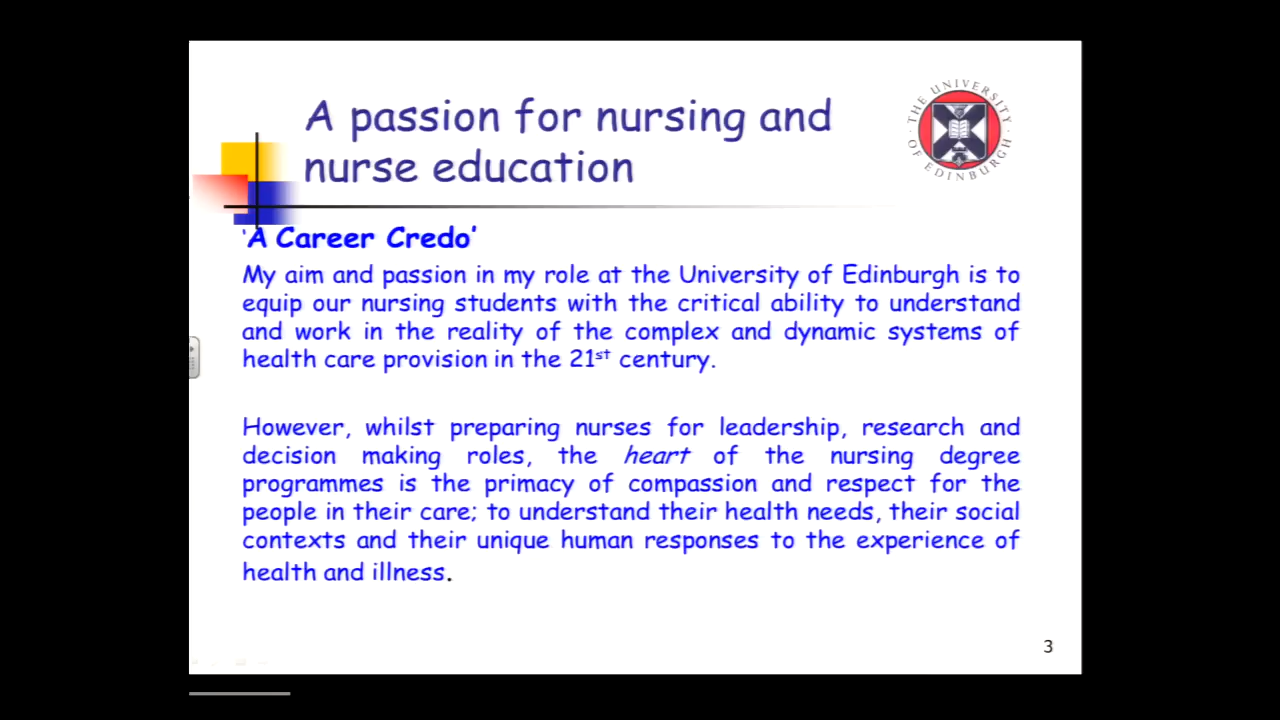 A passion for nursing and
nurse education
THE UNIVERSITY OF EDINBURGH
'A Career Credo'
My aim and passion in my role at the University of Edinburgh is to
equip our nursing students with the critical ability to understand
and work in the reality of the complex and dynamic systems of
health care provision in the 21st century.
However, whilst preparing nurses for leadership, research and
decision making roles, the heart of the nursing degree
programmes is the primacy of compassion and respect for the
people in their care; to understand their health needs, their social
contexts and their unique human responses to the experience of
health and illness.
3